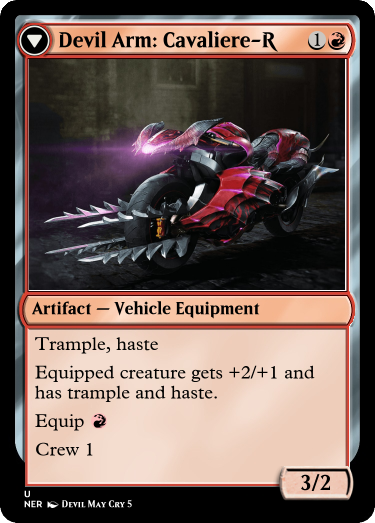 Devil Arm: Cavaliere-R 1
Artifact — Vehicle Equipment
Trample, haste
Equipped creature gets +2/+1 and
has trample and haste.
Equip
Crew 1
3/2
U
NER Devil May Cry 5